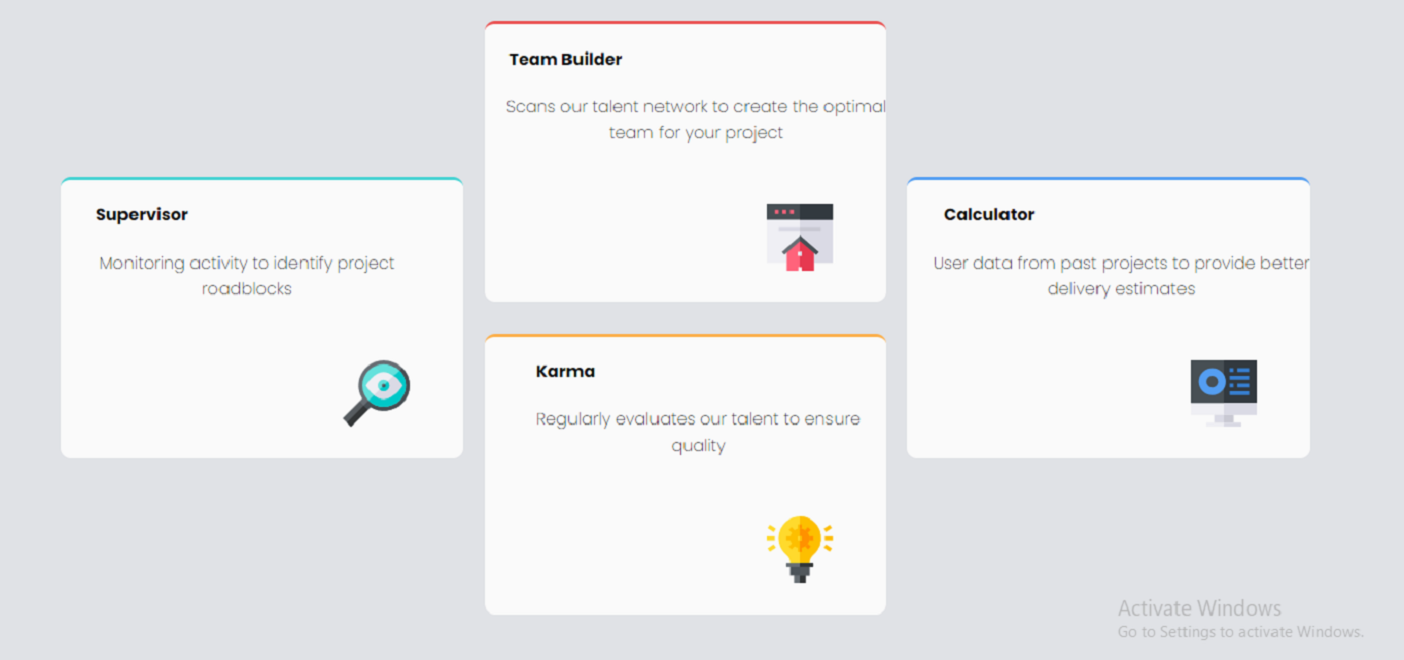 Team Builder
Scans our talent network to create the optimal
team for your project
Supervisor
Monitoring activity to identify project
roadblocks
Calculator
User data from past projects to provide better
delivery estimates
Karma
Regularly evaluates our talent to ensure
quality
Activate Windows
Go to Settings to activate Windows.